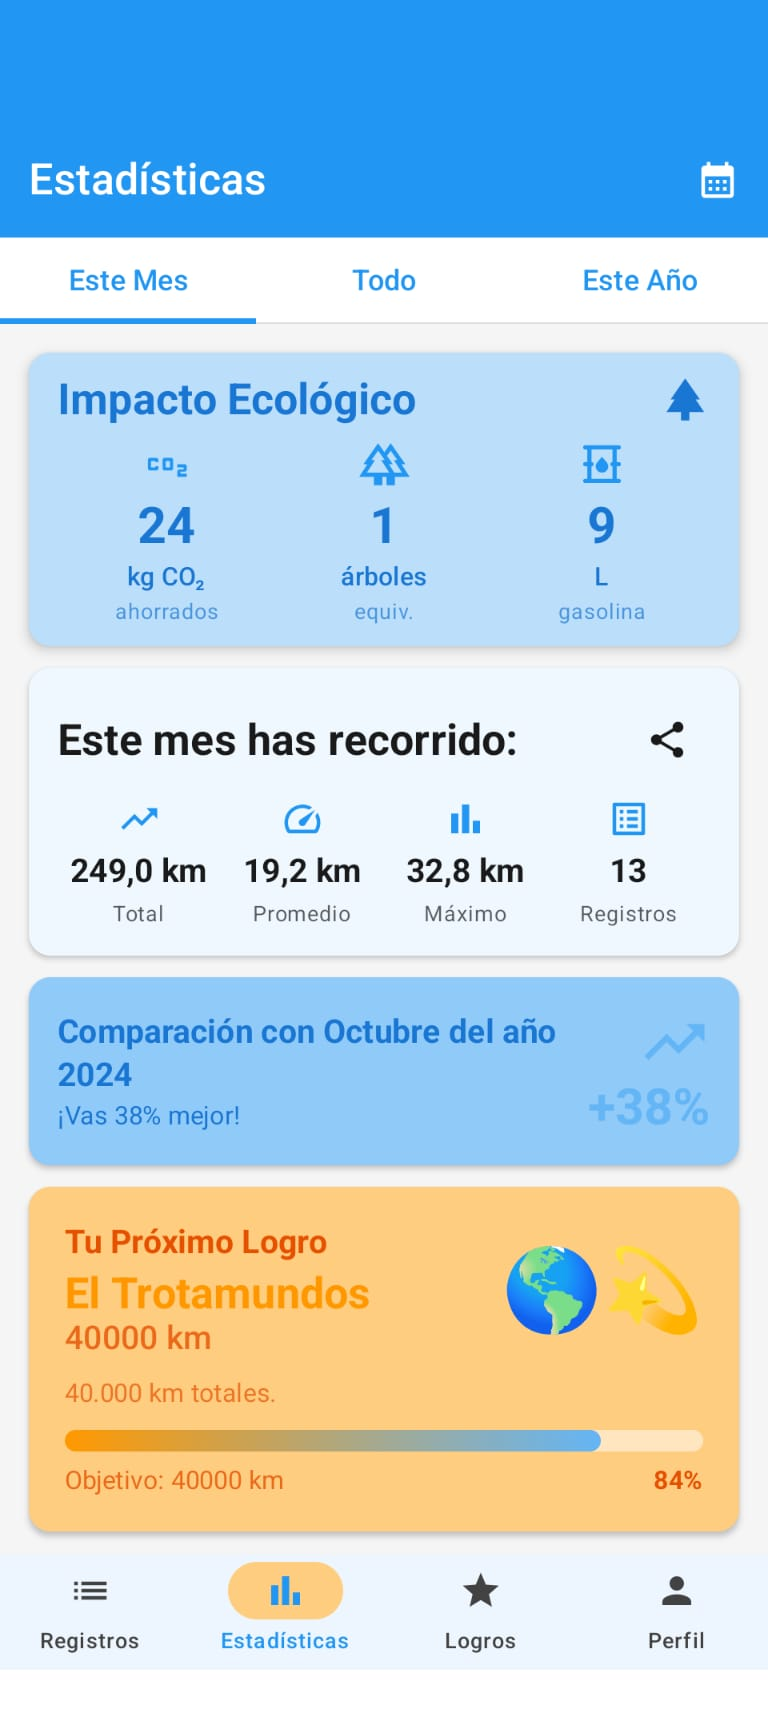 Estadísticas
Este Mes
Todo
Este Año
Impacto Ecológico
CO2
24
1
9
kg CO₂
árboles
L
ahorrados
equiv.
gasolina
Este mes has recorrido:
249,0 km
19,2 km
32,8 km
13
Total
Promedio
Máximo
Registros
Comparación con Octubre del año
2024
¡Vas 38% mejor!
+38%
Tu Próximo Logro
El Trotamundos
40000 km
40.000 km totales.
Objetivo: 40000 km
84%
Registros
Estadísticas
Logros
Perfil